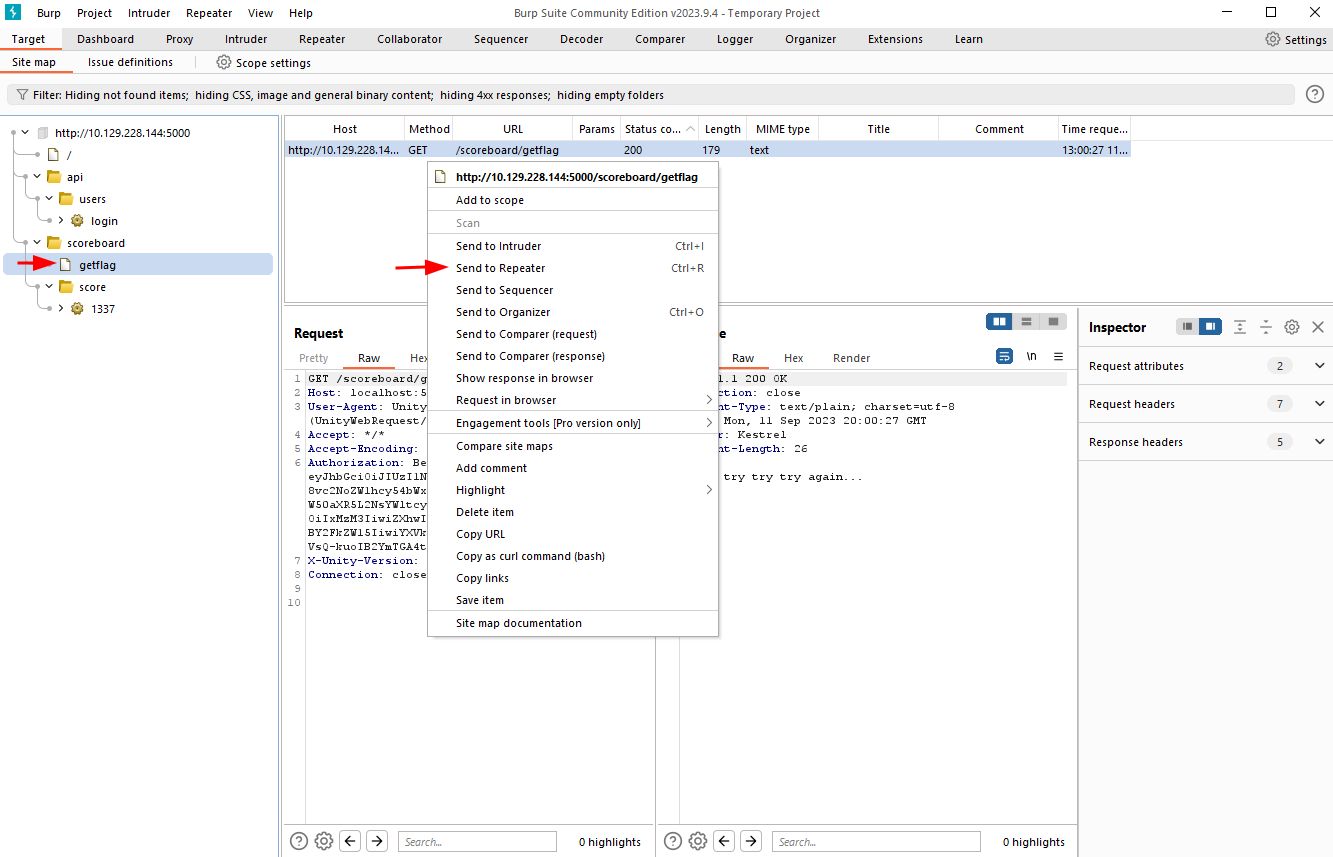 Burp Project Intruder Repeater View Help Burp Suite Community Edition v2023.9.4 - Temporary Project
Target Dashboard Proxy Intruder Repeater Collaborator Sequencer Decoder Comparer Logger Organizer Extensions Learn Settings
Site map Issue definitions Scope settings
Filter: Hiding not found items; hiding CSS, image and general binary content; hiding 4xx responses; hiding empty folders
http://10.129.228.144:5000
/
api
users
login
scoreboard
getflag
score
1337
Host Method URL Params Status co... Length MIME type Title Comment Time reque...
http://10.129.228.14... GET /scoreboard/getflag 200 179 text 13:00:27 11...
http://10.129.228.144:5000/scoreboard/getflag
Add to scope
Scan
Send to Intruder Ctrl+I
Send to Repeater Ctrl+R
Send to Sequencer
Send to Organizer Ctrl+O
Send to Comparer (request)
Send to Comparer (response)
Show response in browser
Request in browser
Engagement tools [Pro version only]
Compare site maps
Add comment
Highlight
Delete item
Copy URL
Copy as curl command (bash)
Copy links
Save item
Site map documentation
Request
Pretty Raw Hex
1 GET /scoreboard/g
2 Host: localhost:5
3 User-Agent: Unity
(UnityWebRequest/
4 Accept: */*
5 Accept-Encoding:
6 Authorization: Be
7 X-Unity-Version:
8 Connection: close
9
10
e
Raw Hex Render
\n
1.1 200 OK
ction: close
nt-Type: text/plain; charset=utf-8
Mon, 11 Sep 2023 20:00:27 GMT
r: Kestrel
nt-Length: 26
try try try again...
Inspector
Request attributes 2
Request headers 7
Response headers 5
Search... 0 highlights
Search... 0 highlights